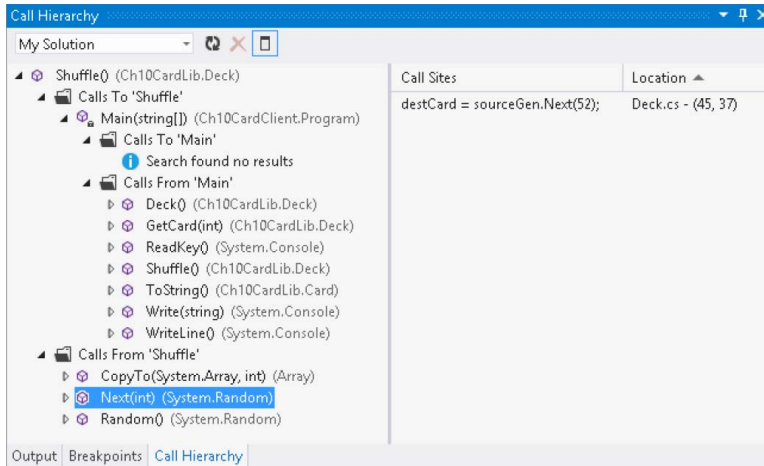 Call Hierarchy
My Solution
Shuffle() (Ch10CardLib.Deck)
Calls To 'Shuffle'
Main(string[]) (Ch10CardClient.Program)
Calls To 'Main'
Search found no results
Calls From 'Main'
Deck() (Ch10CardLib.Deck)
GetCard(int) (Ch10CardLib.Deck)
ReadKey() (System.Console)
Shuffle() (Ch10CardLib.Deck)
ToString() (Ch10CardLib.Card)
Write(string) (System.Console)
WriteLine() (System.Console)
Calls From 'Shuffle'
CopyTo(System.Array, int) (Array)
Next(int) (System.Random)
Random() (System.Random)
Call Sites Location
destCard = sourceGen.Next(52); Deck.cs - (45, 37)
Output Breakpoints Call Hierarchy